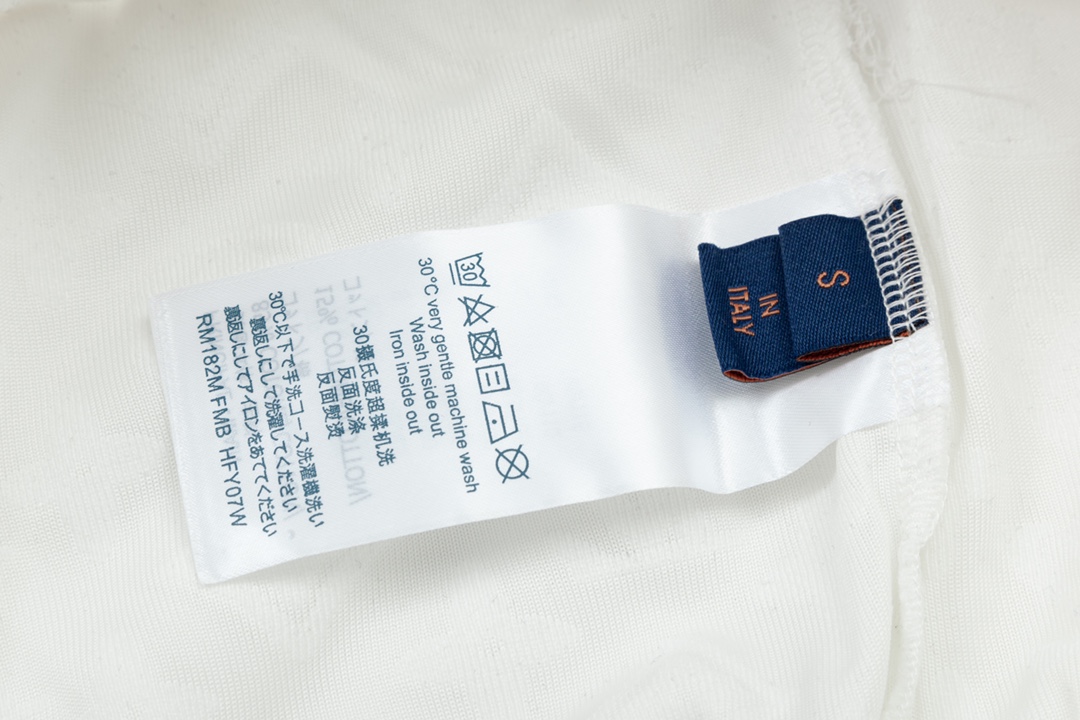 S
IN
ITALY
30
30°C very gentle machine wash
Wash inside out
Iron inside out
30摄氏度超揉机洗
反面洗涤
反面熨烫
30℃以下で手洗コース洗濯機洗い
裏返しにして洗濯してください
裏返しにしてアイロンをあててください
RM182M FMB HFY07W